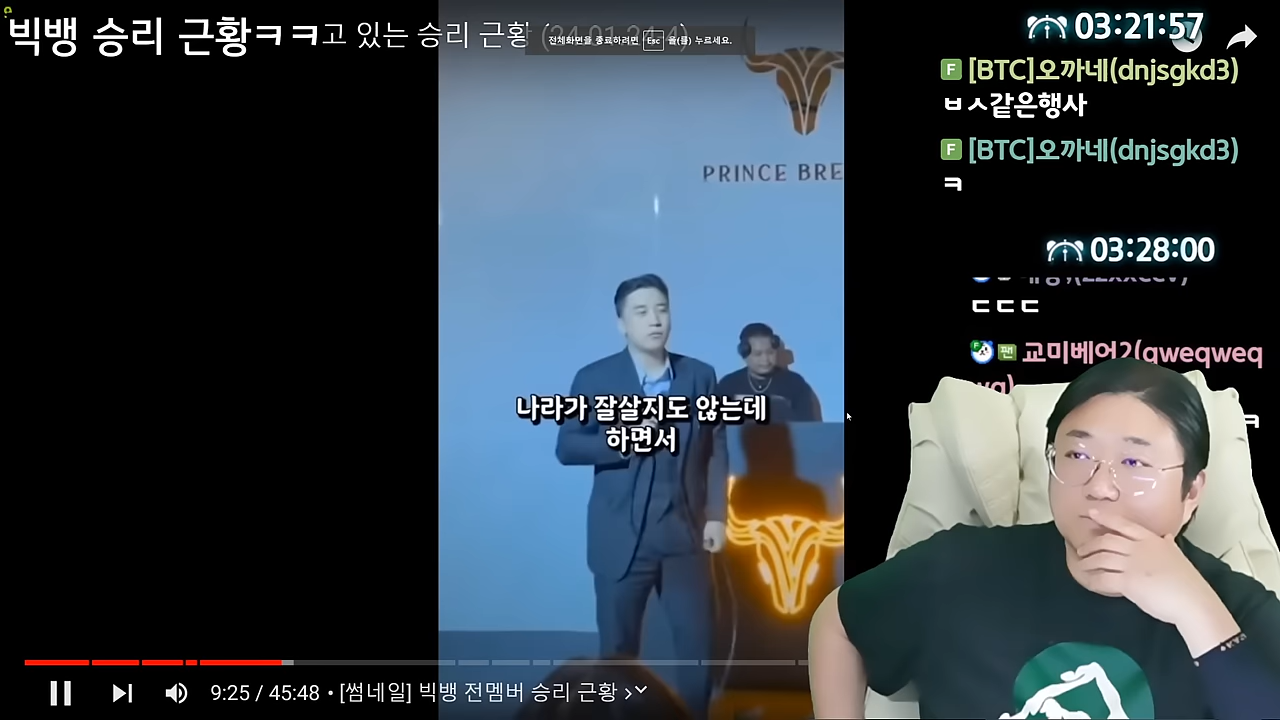 빅뱅 승리 근황ㅋㅋ고 있는 승리 근황
전체화면을 종료하려면 Esc 을(를) 누르세요.
03:21:57
F [BTC]오까네(dnjsgkd3)
ㅂㅅ같은행사
F [BTC]오까네(dnjsgkd3)
ㅋ
03:28:00
ㄷㄷㄷ
팬 교미베어2(qweqweq
PRINCE BRE
나라가 잘살지도 않는데
하면서
9:25 / 45:48 • [썸네일] 빅뱅 전멤버 승리 근황